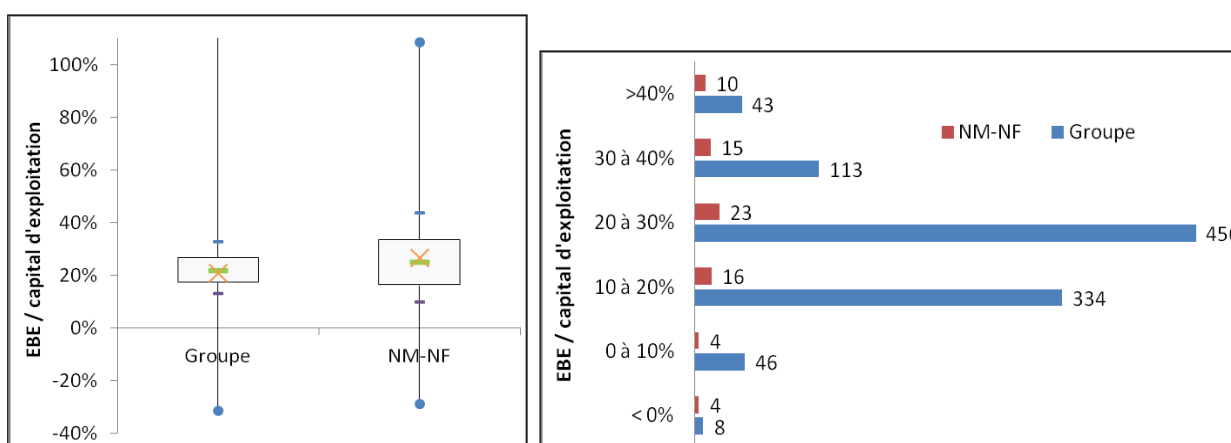 100%
80%
60%
40%
20%
0%
-20%
-40%
EBE / capital d'exploitation
Groupe
NM-NF
EBE / capital d'exploitation
>40%
30 à 40%
20 à 30%
10 à 20%
0 à 10%
< 0%
10
43
15
113
23
16
334
4
46
4
8
NM-NF
Groupe